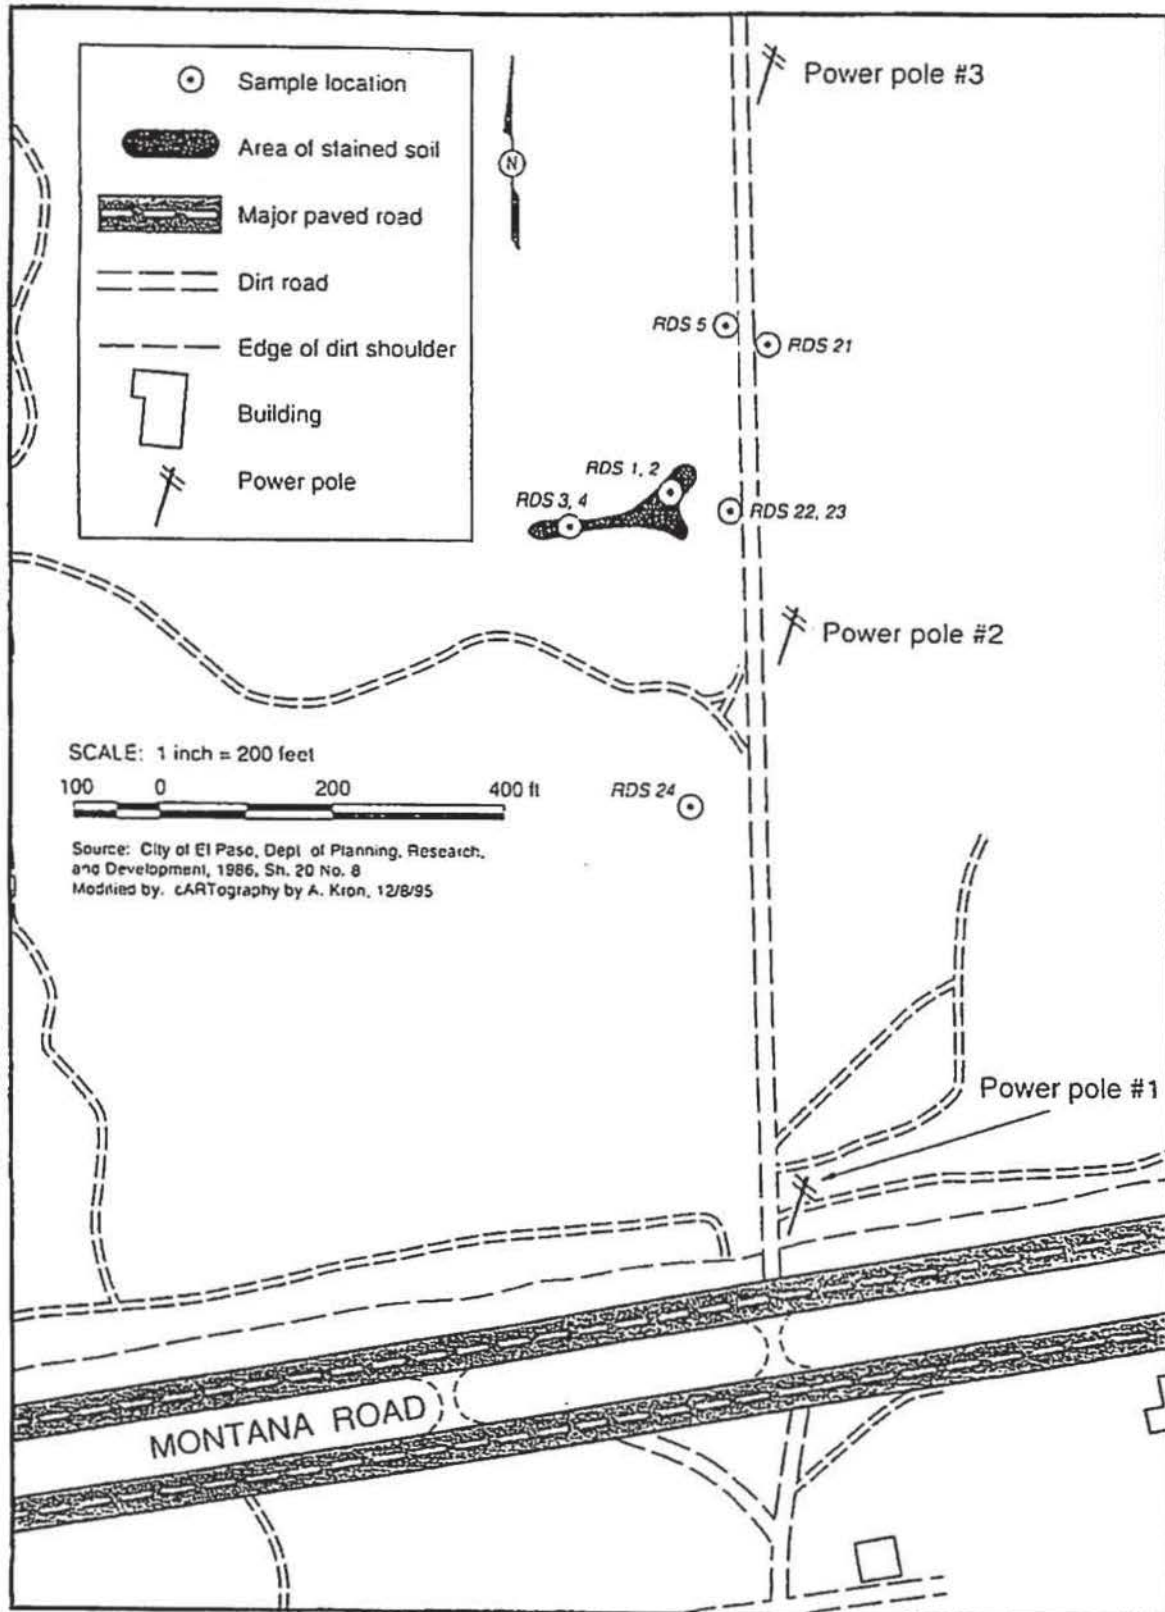 Sample location
Area of stained soil
Major paved road
Dirt road
Edge of dirt shoulder
Building
Power pole
N
Power pole #3
RDS 5
RDS 21
RDS 1, 2
RDS 3, 4
RDS 22, 23
Power pole #2
SCALE: 1 inch = 200 feet
100 0 200 400 ft
RDS 24
Source: City of El Paso, Dept. of Planning, Research,
and Development, 1986, Sh. 20 No. 8
Modified by. cARTography by A. Kron, 12/8/95
Power pole #1
MONTANA ROAD